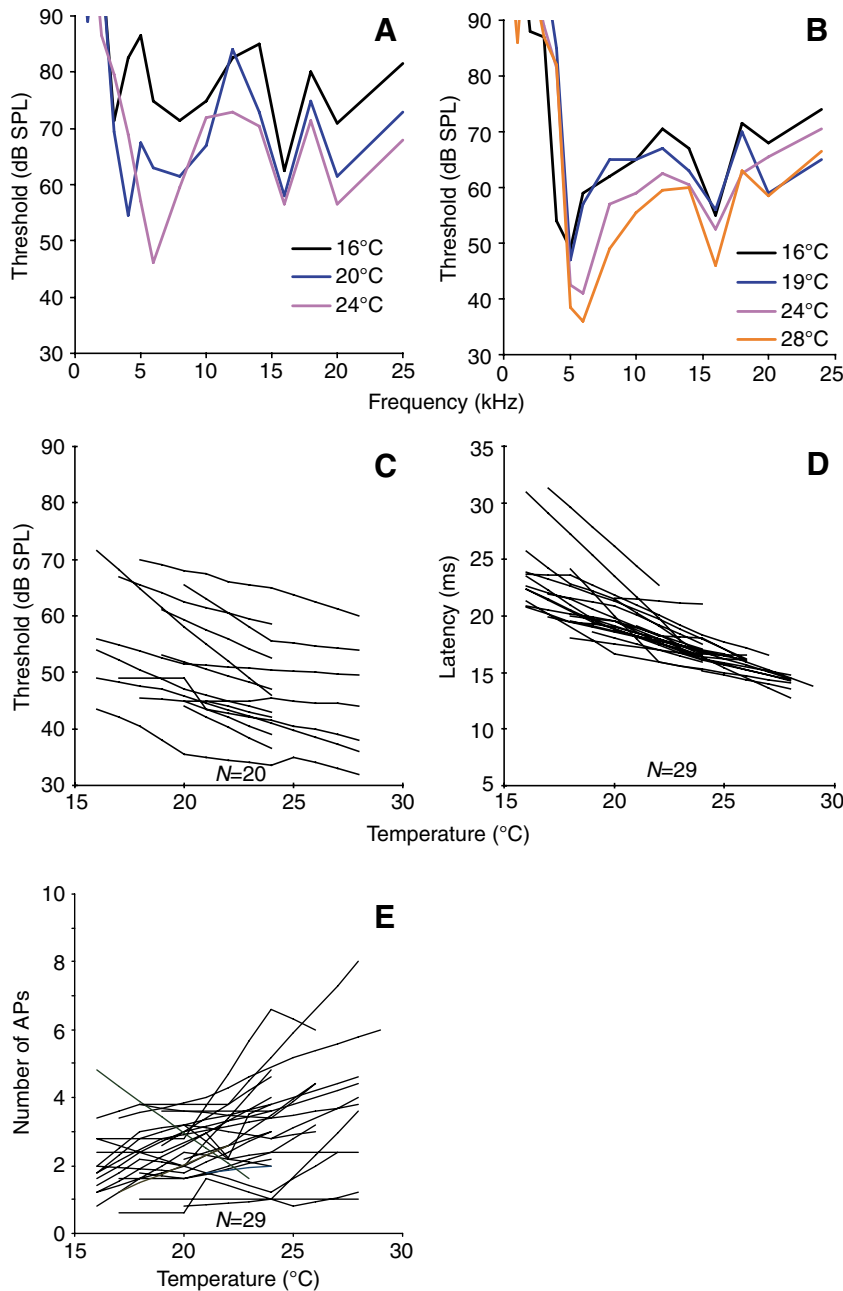 A
B
Threshold (dB SPL)
90
80
70
60
50
40
30
0
5
10
15
20
25
16°C
20°C
24°C
Threshold (dB SPL)
90
80
70
60
50
40
30
0
5
10
15
20
25
16°C
19°C
24°C
28°C
Frequency (kHz)
C
D
Threshold (dB SPL)
90
80
70
60
50
40
30
15
20
25
30
N=20
Latency (ms)
35
30
25
20
15
10
5
15
20
25
30
N=29
Temperature (°C)
E
Number of APs
10
8
6
4
2
0
15
20
25
30
N=29
Temperature (°C)